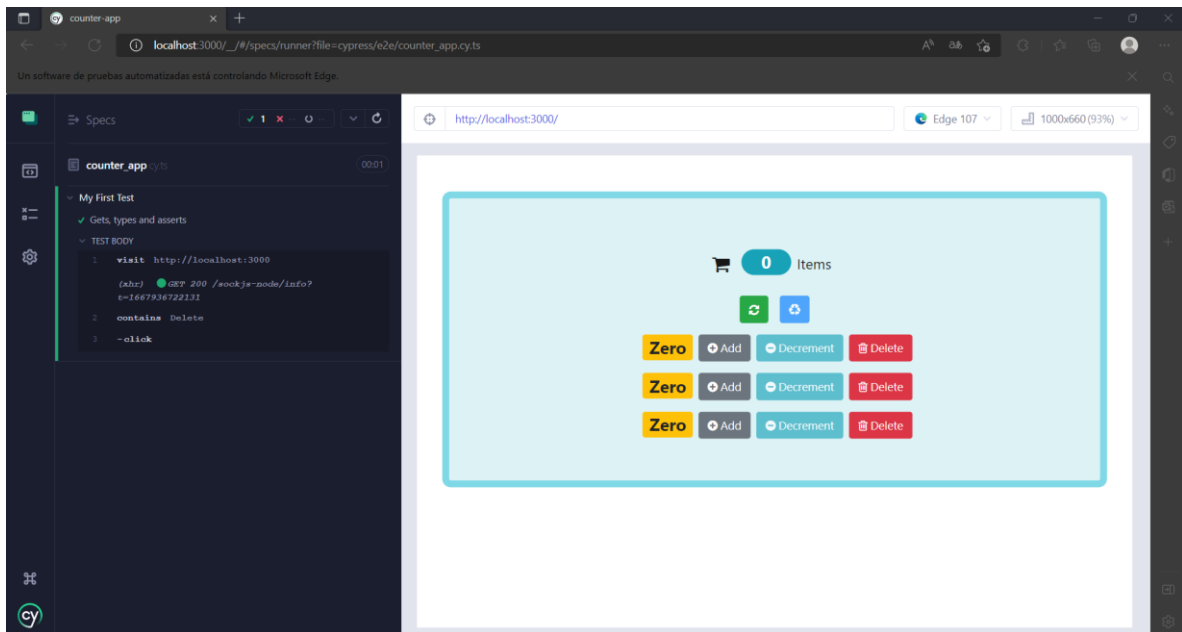 counter-app
localhost:3000/__/#/specs/runner?file=cypress/e2e/counter_app.cy.ts
Un software de pruebas automatizadas está controlando Microsoft Edge.
Specs
1
--
--
http://localhost:3000/
Edge 107
1000x660 (93%)
counter_app.cy.ts
00:01
My First Test
Gets, types and asserts
TEST BODY
1 visit http://localhost:3000
(xhr) GET 200 /sockjs-node/info?
t=1667936722131
2 contains Delete
3 -click
0 Items
Zero Add Decrement Delete
Zero Add Decrement Delete
Zero Add Decrement Delete
cy